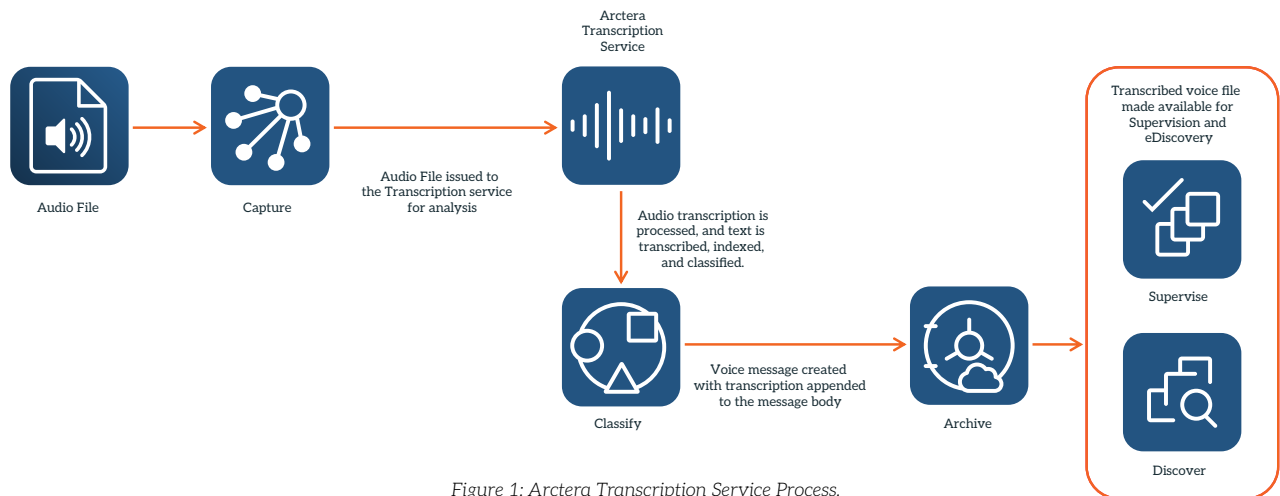 Arctera
Transcription
Service
Transcribed voice file
made available for
Supervision and
eDiscovery
Audio File
Capture
Audio File issued to
the Transcription service
for analysis
Audio transcription is
processed, and text is
transcribed, indexed,
and classified.
Supervise
Voice message created
with transcription appended
to the message body
Classify
Archive
Discover
Figure 1: Arctera Transcription Service Process.